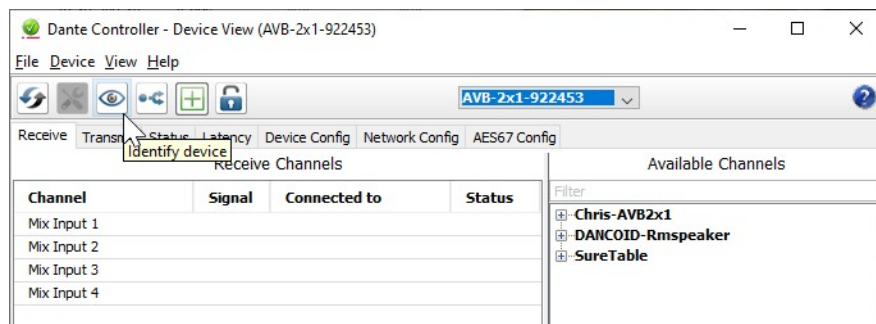 Dante Controller - Device View (AVB-2x1-922453)
File Device View Help
AVB-2x1-922453
Receive Transm Status Latency Device Config Network Config AES67 Config
Identify device
Receive Channels
Available Channels
Channel Signal Connected to Status
Filter
Mix Input 1
Mix Input 2
Mix Input 3
Mix Input 4
Chris-AVB2x1
DANCOID-Rmspeaker
SureTable